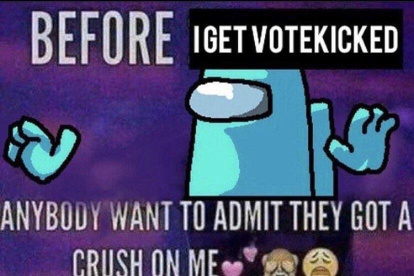 BEFORE I GET VOTEKICKED
ANYBODY WANT TO ADMIT THEY GOT A
CRUSH ON ME💕🙈😩